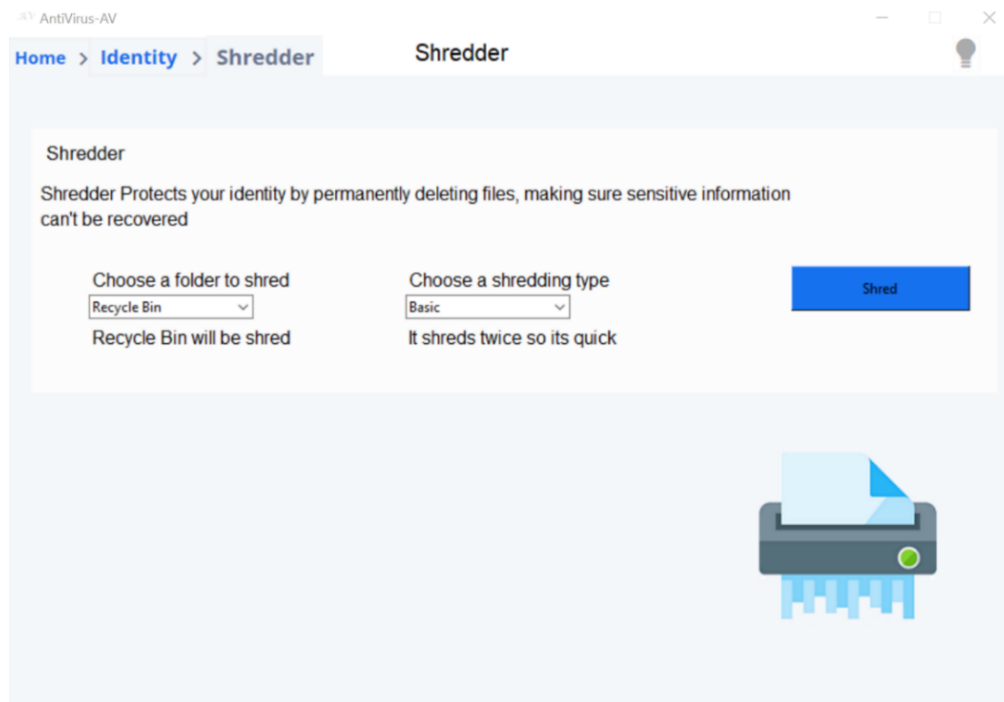 AntiVirus-AV
Home > Identity > Shredder
Shredder
Shredder
Shredder Protects your identity by permanently deleting files, making sure sensitive information
can't be recovered
Choose a folder to shred
Choose a shredding type
Recycle Bin
Basic
Shred
Recycle Bin will be shred
It shreds twice so its quick